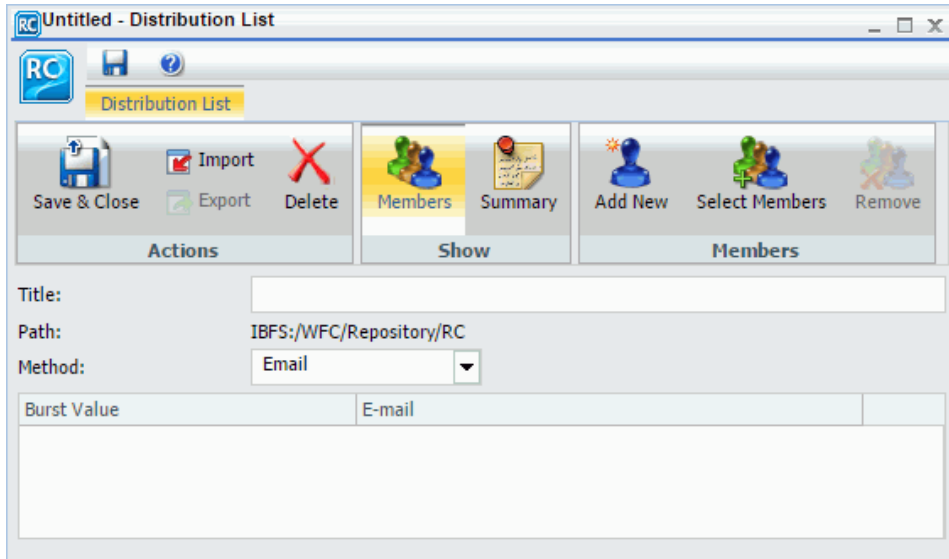 RC Untitled - Distribution List
RC
Distribution List
Save & Close
Import
Export
Delete
Members
Summary
Add New
Select Members
Remove
Actions
Show
Members
Title:
Path: IBFS:/WFC/Repository/RC
Method: Email
Burst Value E-mail